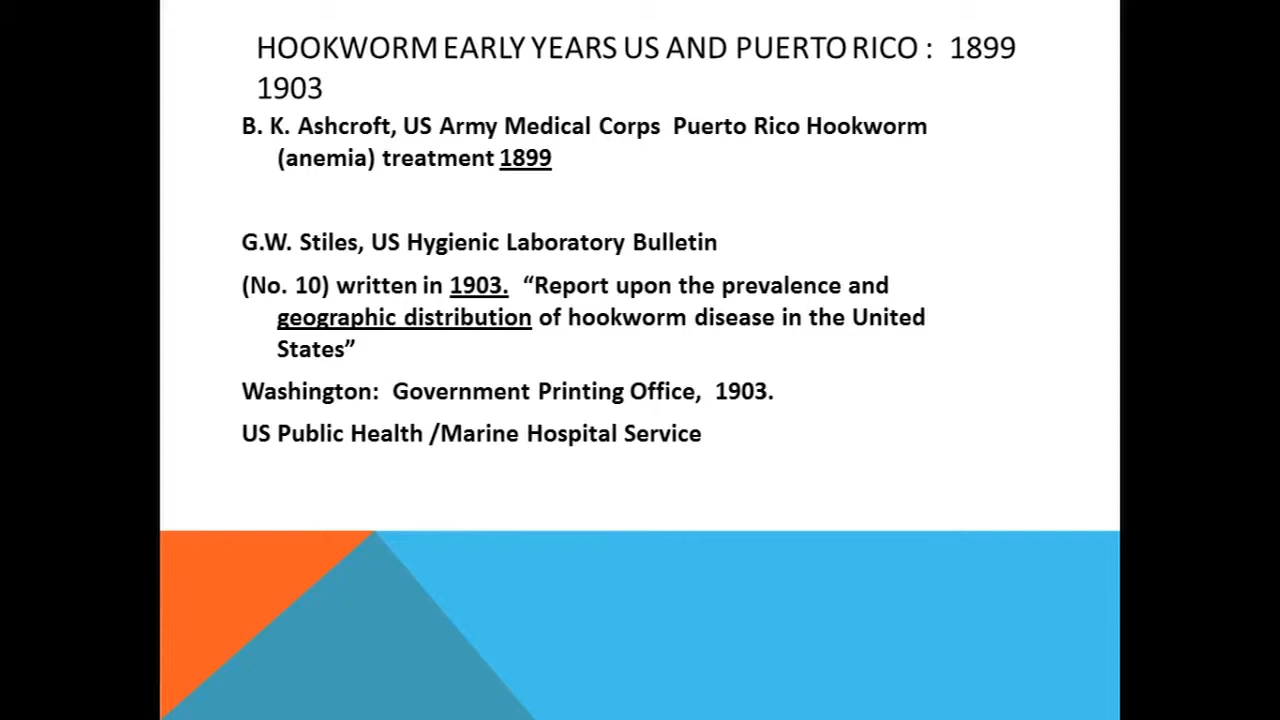 HOOKWORM EARLY YEARS US AND PUERTO RICO : 1899
1903
B. K. Ashcroft, US Army Medical Corps Puerto Rico Hookworm
(anemia) treatment 1899
G.W. Stiles, US Hygienic Laboratory Bulletin
(No. 10) written in 1903. “Report upon the prevalence and
geographic distribution of hookworm disease in the United
States”
Washington: Government Printing Office, 1903.
US Public Health /Marine Hospital Service